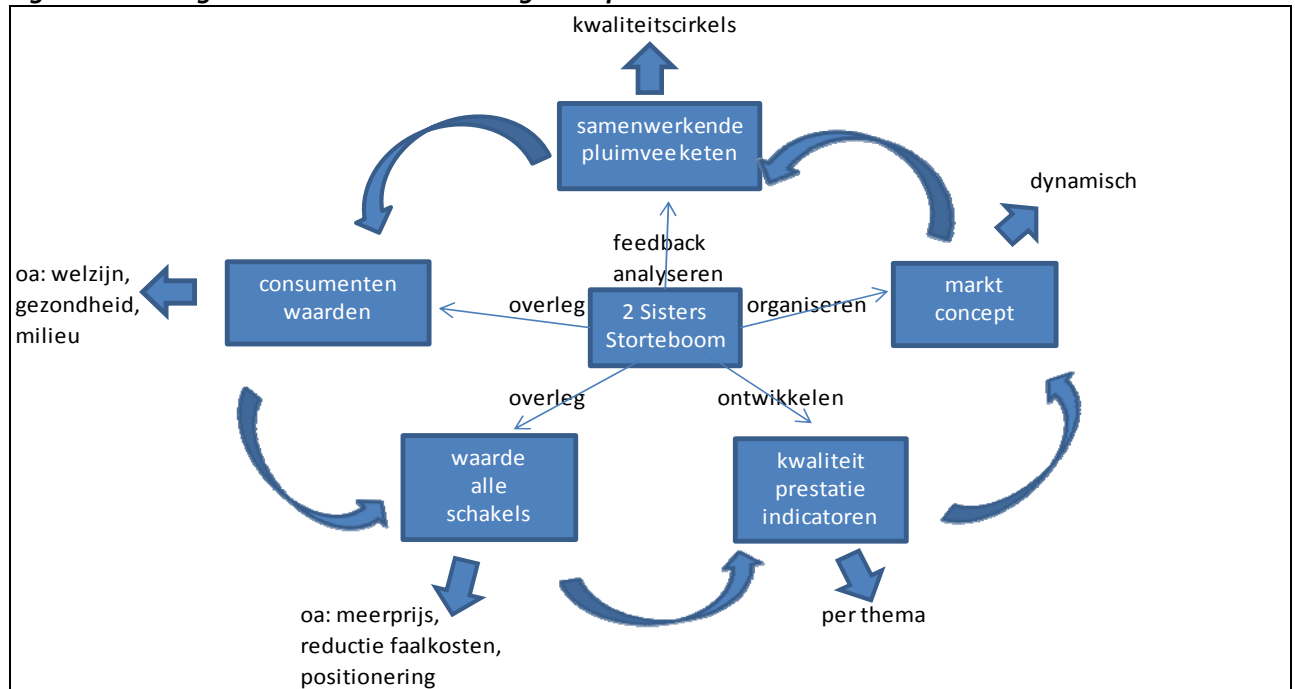 kwaliteitscirkels
samenwerkende
pluimveeketen
dynamisch
feedback
analyseren
oa: welzijn,
gezondheid,
milieu
consumenten
waarden
overleg
2 Sisters
Storteboom
organiseren
markt
concept
overleg
ontwikkelen
waarde
alle
schakels
kwaliteit
prestatie
indicatoren
oa: meerprijs,
reductie faalkosten,
positionering
per thema